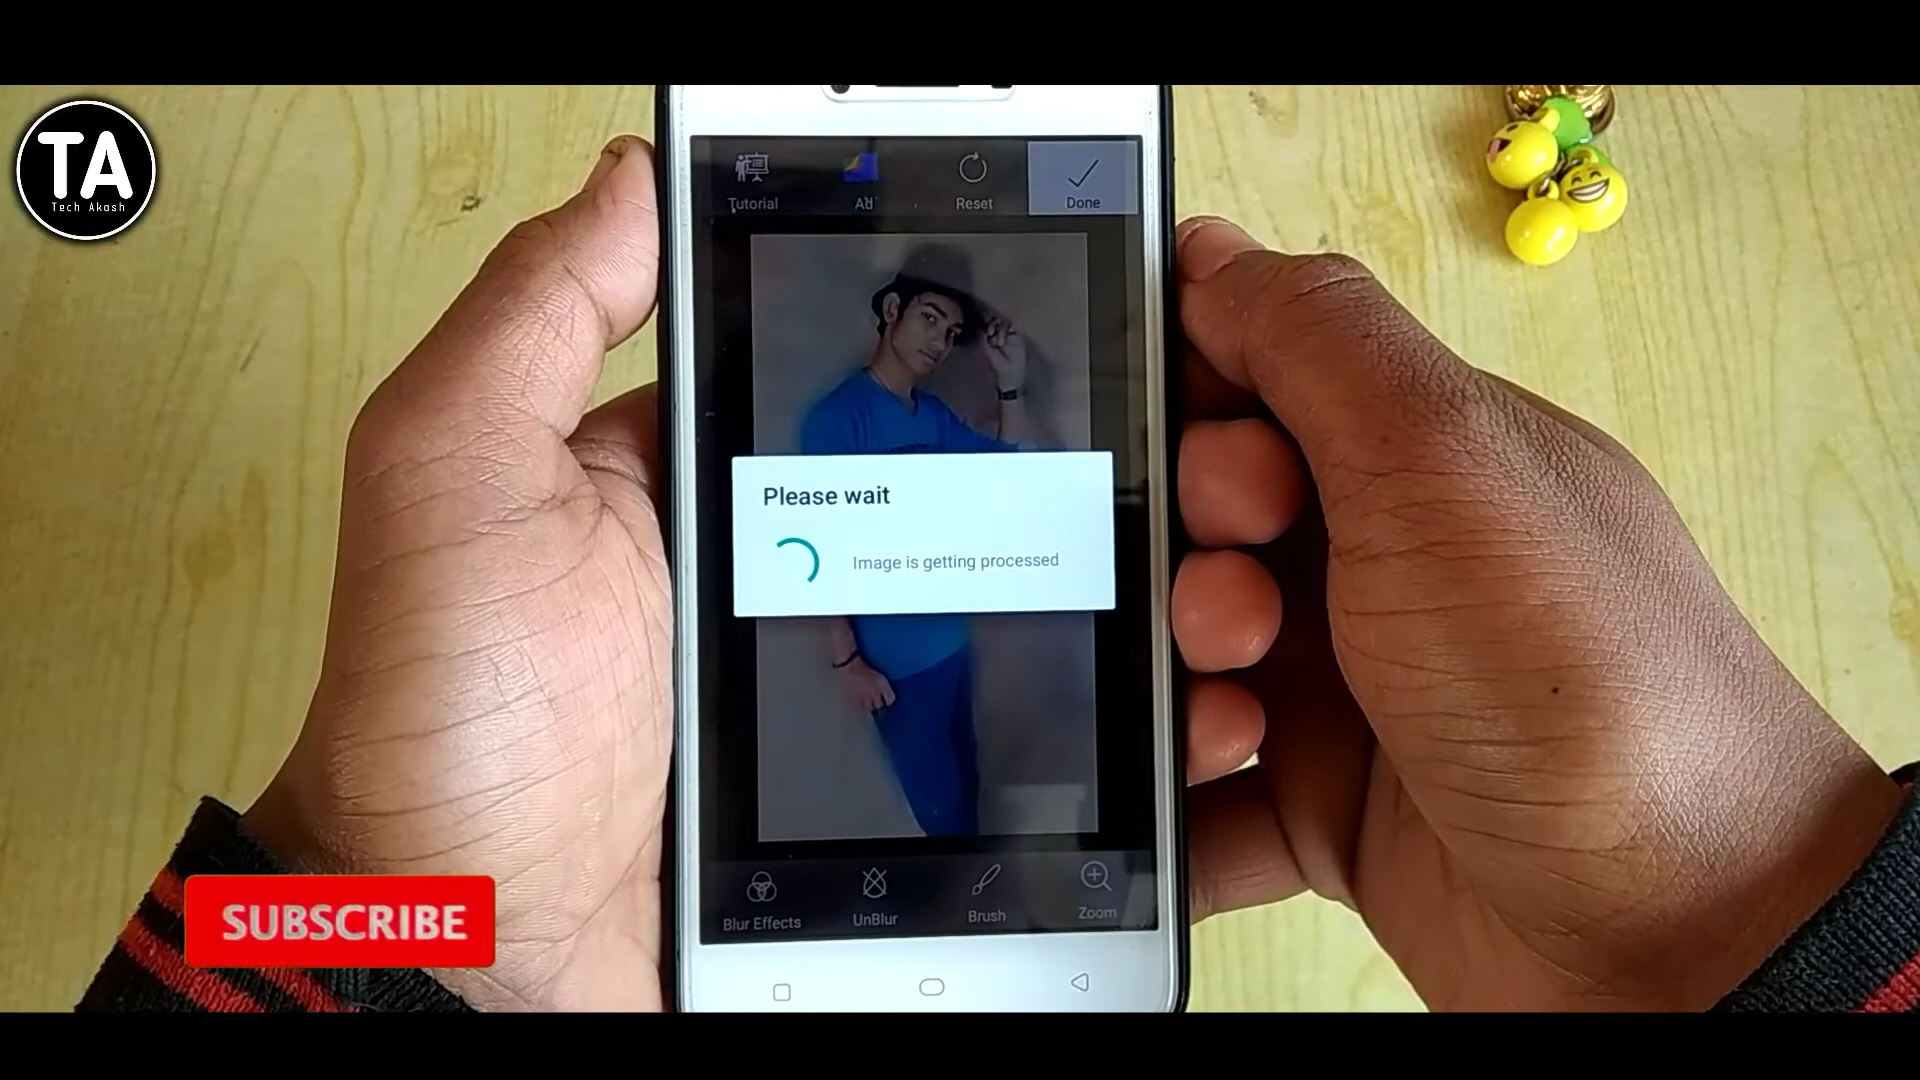 TA
Tech Akash
Tutorial
Ad
Reset
Done
Please wait
Image is getting processed
Blur Effects
UnBlur
Brush
Zoom
SUBSCRIBE